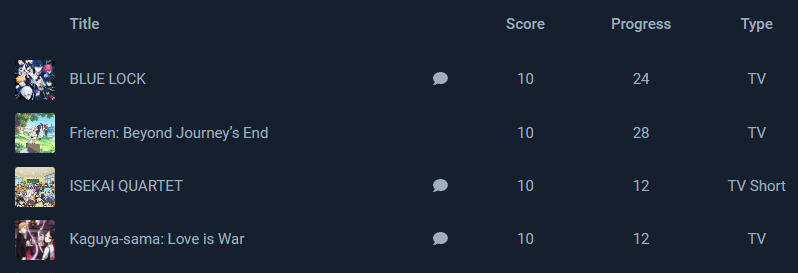 Title Score Progress Type
BLUE LOCK 10 24 TV
Frieren: Beyond Journey’s End 10 28 TV
ISEKAI QUARTET 10 12 TV Short
Kaguya-sama: Love is War 10 12 TV